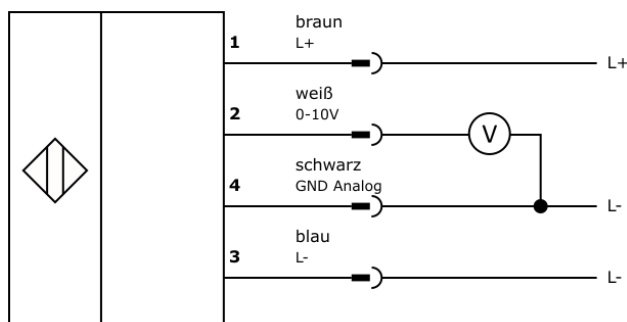 braun
1 L+ L+
weiß
2 0-10V V
schwarz
4 GND Analog L-
blau
3 L- L-